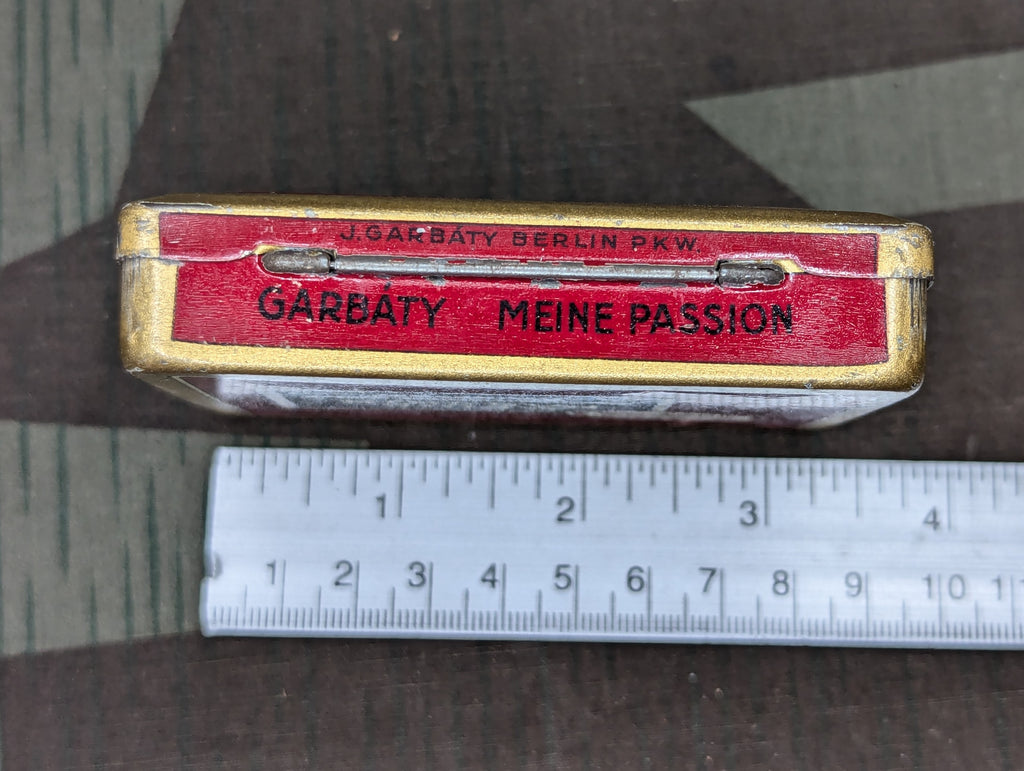 J. GARBÁTY BERLIN PKW.
GARBÁTY MEINE PASSION
1 2 3 4
1 2 3 4 5 6 7 8 9 10 1